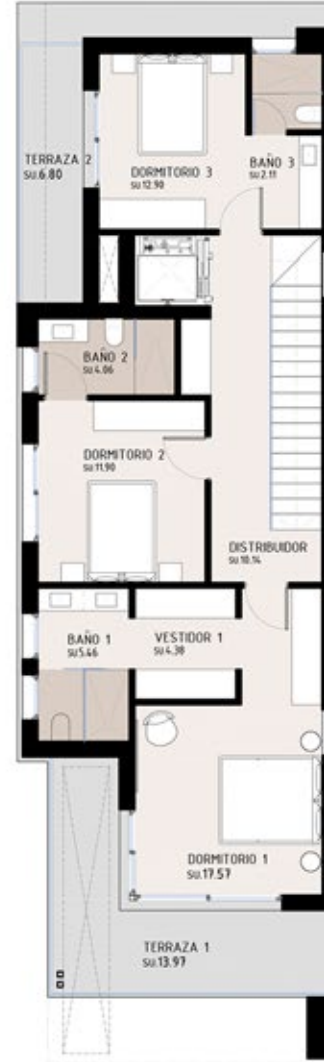 TERRAZA 2
su.6.80
DORMITORIO 3
su.12.90
BAÑO 3
su.2.11
BAÑO 2
su.4.06
DORMITORIO 2
su.11.90
DISTRIBUIDOR
su.10.14
BAÑO 1
su.5.46
VESTIDOR 1
su.4.38
DORMITORIO 1
su.17.57
TERRAZA 1
su.13.97